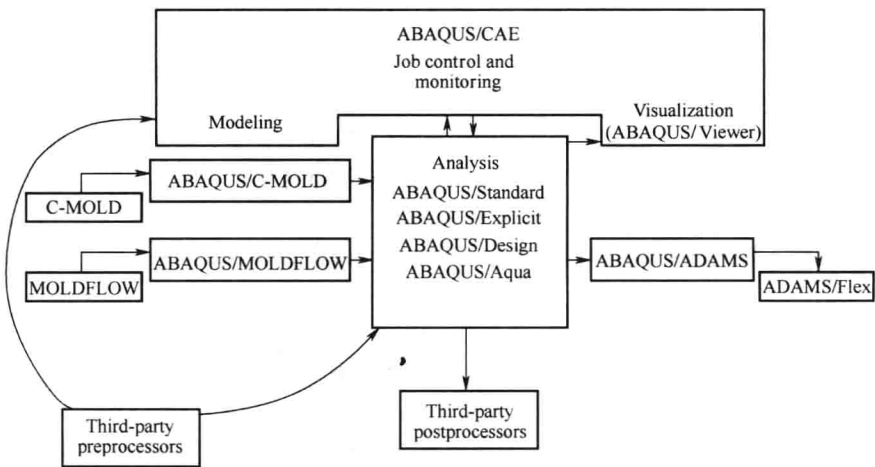 ABAQUS/CAE
Job control and
monitoring
Modeling
Visualization
(ABAQUS/Viewer)
Analysis
ABAQUS/Standard
ABAQUS/Explicit
ABAQUS/Design
ABAQUS/Aqua
ABAQUS/C-MOLD
C-MOLD
ABAQUS/MOLDFLOW
MOLDFLOW
ABAQUS/ADAMS
ADAMS/Flex
Third-party
preprocessors
Third-party
postprocessors